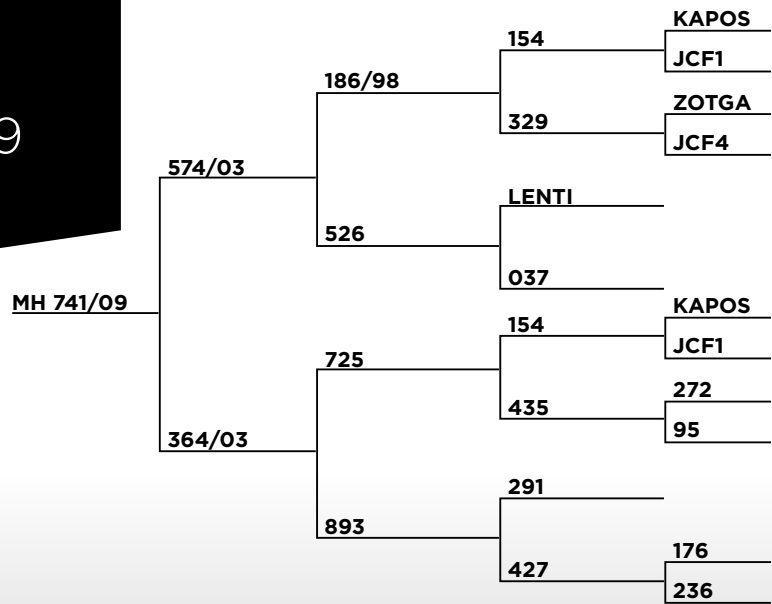 9
KAPOS
154
JCF1
186/98
ZOTGA
329
JCF4
574/03
LENTI
526
037
MH 741/09
KAPOS
154
JCF1
725
272
435
95
364/03
291
893
176
427
236